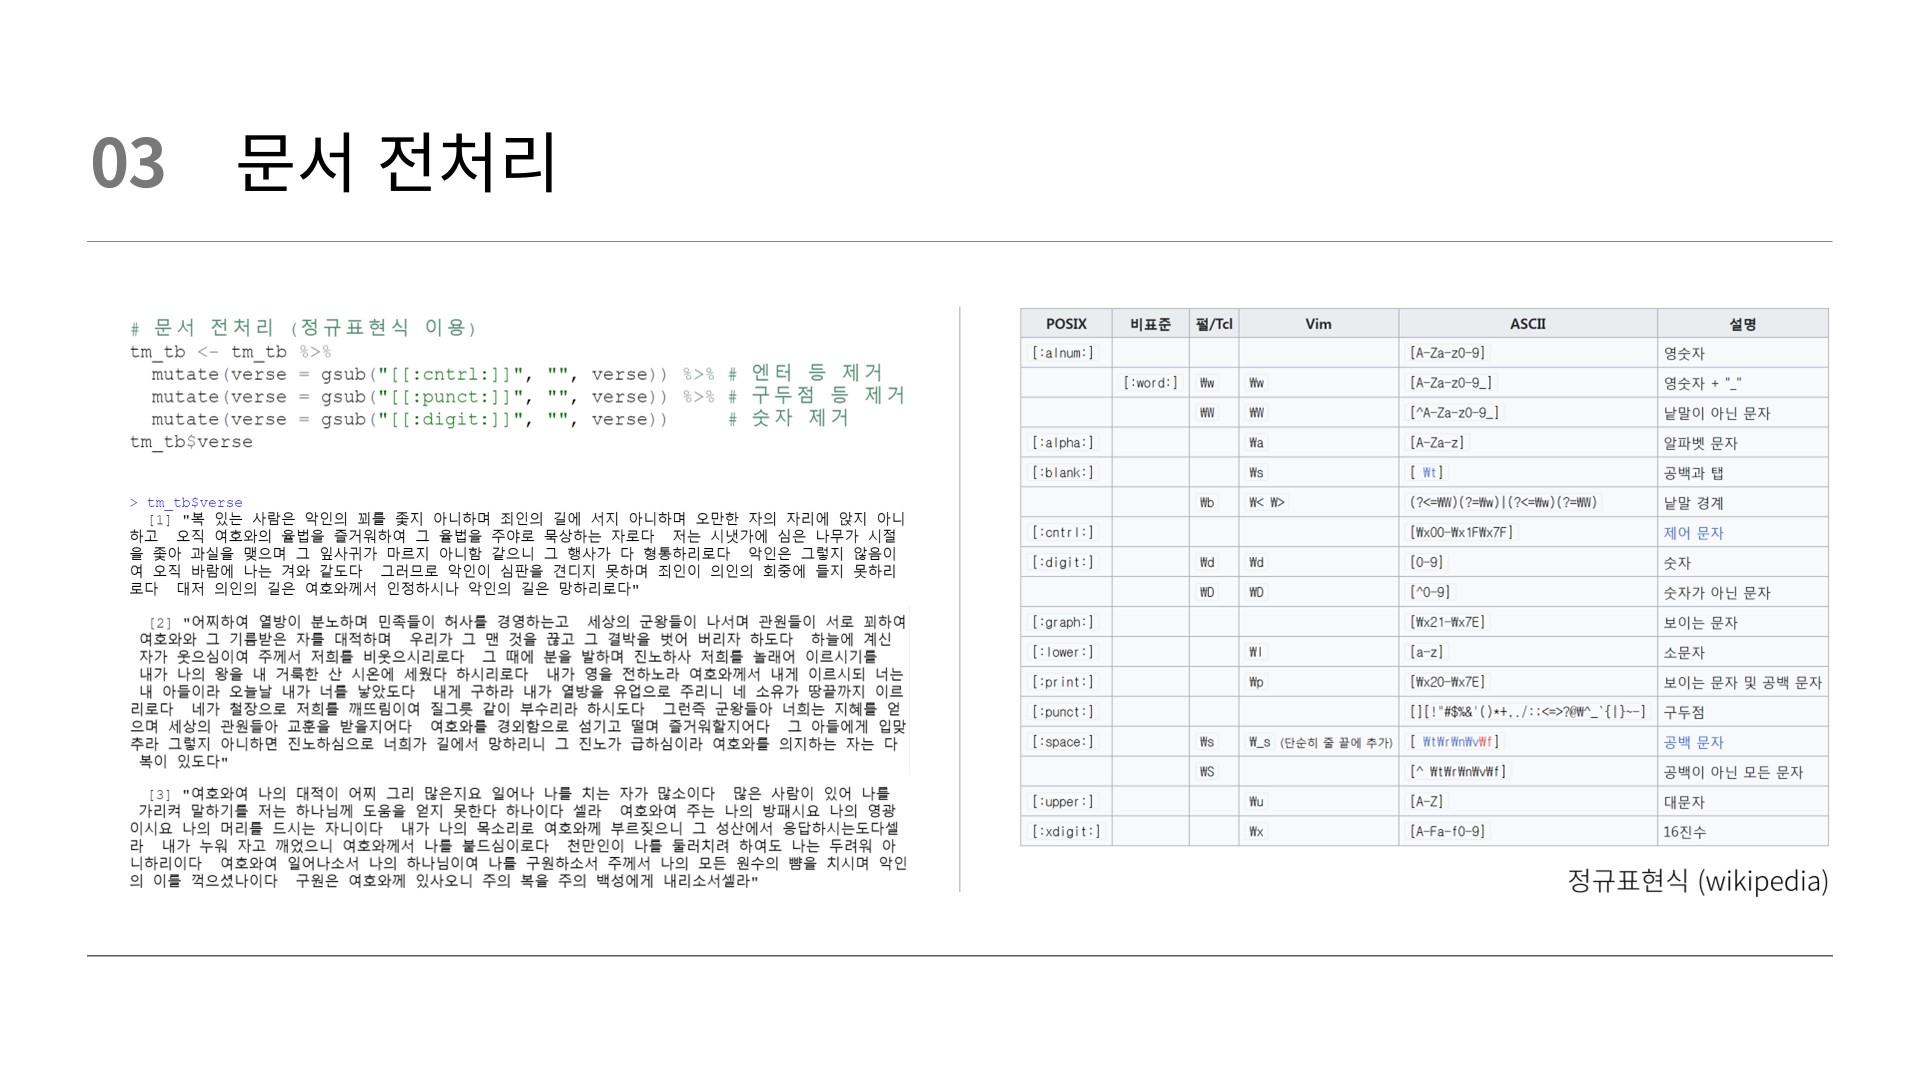 03 문서 전처리
# 문서 전처리 (정규표현식 이용)
tm_tb <- tm_tb %>%
mutate(verse = gsub("[[:cntrl:]]", "", verse)) %>% # 엔터 등 제거
mutate(verse = gsub("[[:punct:]]", "", verse)) %>% # 구두점 등 제거
mutate(verse = gsub("[[:digit:]]", "", verse)) # 숫자 제거
tm_tb$verse
> tm_tb$verse
[1] "복 있는 사람은 악인의 꾀를 좇지 아니하며 죄인의 길에 서지 아니하며 오만한 자의 자리에 앉지 아니
하고 오직 여호와의 율법을 즐거워하여 그 율법을 주야로 묵상하는 자로다 저는 시냇가에 심은 나무가 시절
을 좇아 과실을 맺으며 그 잎사귀가 마르지 아니함 같으니 그 행사가 다 형통하리로다 악인은 그렇지 않음이
여 오직 바람에 나는 겨와 같도다 그러므로 악인이 심판을 견디지 못하며 죄인이 의인의 회중에 들지 못하리
로다 대저 의인의 길은 여호와께서 인정하시나 악인의 길은 망하리로다"
[2] "어찌하여 열방이 분노하며 민족들이 허사를 경영하는고 세상의 군왕들이 나서며 관원들이 서로 꾀하여
여호와와 그 기름받은 자를 대적하며 우리가 그 맨 것을 끊고 그 결박을 벗어 버리자 하도다 하늘에 계신
자가 웃으심이여 주께서 저희를 비웃으시리로다 그 때에 분을 발하며 진노하사 저희를 놀래어 이르시기를
내가 나의 왕을 내 거룩한 산 시온에 세웠다 하시리로다 내가 영을 전하노라 여호와께서 내게 이르시되 너는
내 아들이라 오늘날 내가 너를 낳았도다 내게 구하라 내가 열방을 유업으로 주리니 네 소유가 땅끝까지 이르
리로다 네가 철장으로 저희를 깨뜨림이여 질그릇 같이 부수리라 하시도다 그런즉 군왕들아 너희는 지혜를 얻
으며 세상의 관원들아 교훈을 받을지어다 여호와를 경외함으로 섬기고 떨며 즐거워할지어다 그 아들에게 입맞
추라 그렇지 아니하면 진노하심으로 너희가 길에서 망하리니 그 진노가 급하심이라 여호와를 의지하는 자는 다
복이 있도다"
[3] "여호와여 나의 대적이 어찌 그리 많은지요 일어나 나를 치는 자가 많소이다 많은 사람이 있어 나를
가리켜 말하기를 저는 하나님께 도움을 얻지 못한다 하나이다 셀라 여호와여 주는 나의 방패시요 나의 영광
이시요 나의 머리를 드시는 자니이다 내가 나의 목소리로 여호와께 부르짖으니 그 성산에서 응답하시는도다셀
라 내가 누워 자고 깨었으니 여호와께서 나를 붙드심이로다 천만인이 나를 둘러치려 하여도 나는 두려워 아
니하리이다 여호와여 일어나소서 나의 하나님이여 나를 구원하소서 주께서 나의 모든 원수의 뺨을 치시며 악인
의 이를 꺽으셨나이다 구원은 여호와께 있사오니 주의 복을 주의 백성에게 내리소서셀라"
POSIX 비표준 펄/Tcl Vim ASCII 설명
[:alnum:] [A-Za-z0-9] 영숫자
[:word:] ₩w ₩w [A-Za-z0-9_] 영숫자 + "_"
₩W ₩W [^A-Za-z0-9_] 낱말이 아닌 문자
[:alpha:] ₩a [A-Za-z] 알파벳 문자
[:blank:] ₩s [ ₩t] 공백과 탭
₩b ₩< ₩> (?<=₩W)(?=₩w)|(?<=₩w)(?=₩W) 낱말 경계
[:cntrl:] [₩x00-₩x1F₩x7F] 제어 문자
[:digit:] ₩d ₩d [0-9] 숫자
₩D ₩D [^0-9] 숫자가 아닌 문자
[:graph:] [₩x21-₩x7E] 보이는 문자
[:lower:] ₩l [a-z] 소문자
[:print:] ₩p [₩x20-₩x7E] 보이는 문자 및 공백 문자
[:punct:] [][!"#$%&'()*+,./:;<=>?@₩^_`{|}~-] 구두점
[:space:] ₩s ₩_s (단순히 줄 끝에 추가) [ ₩t₩r₩n₩v₩f] 공백 문자
₩S [^ ₩t₩r₩n₩v₩f] 공백이 아닌 모든 문자
[:upper:] ₩u [A-Z] 대문자
[:xdigit:] ₩x [A-Fa-f0-9] 16진수
정규표현식 (wikipedia)